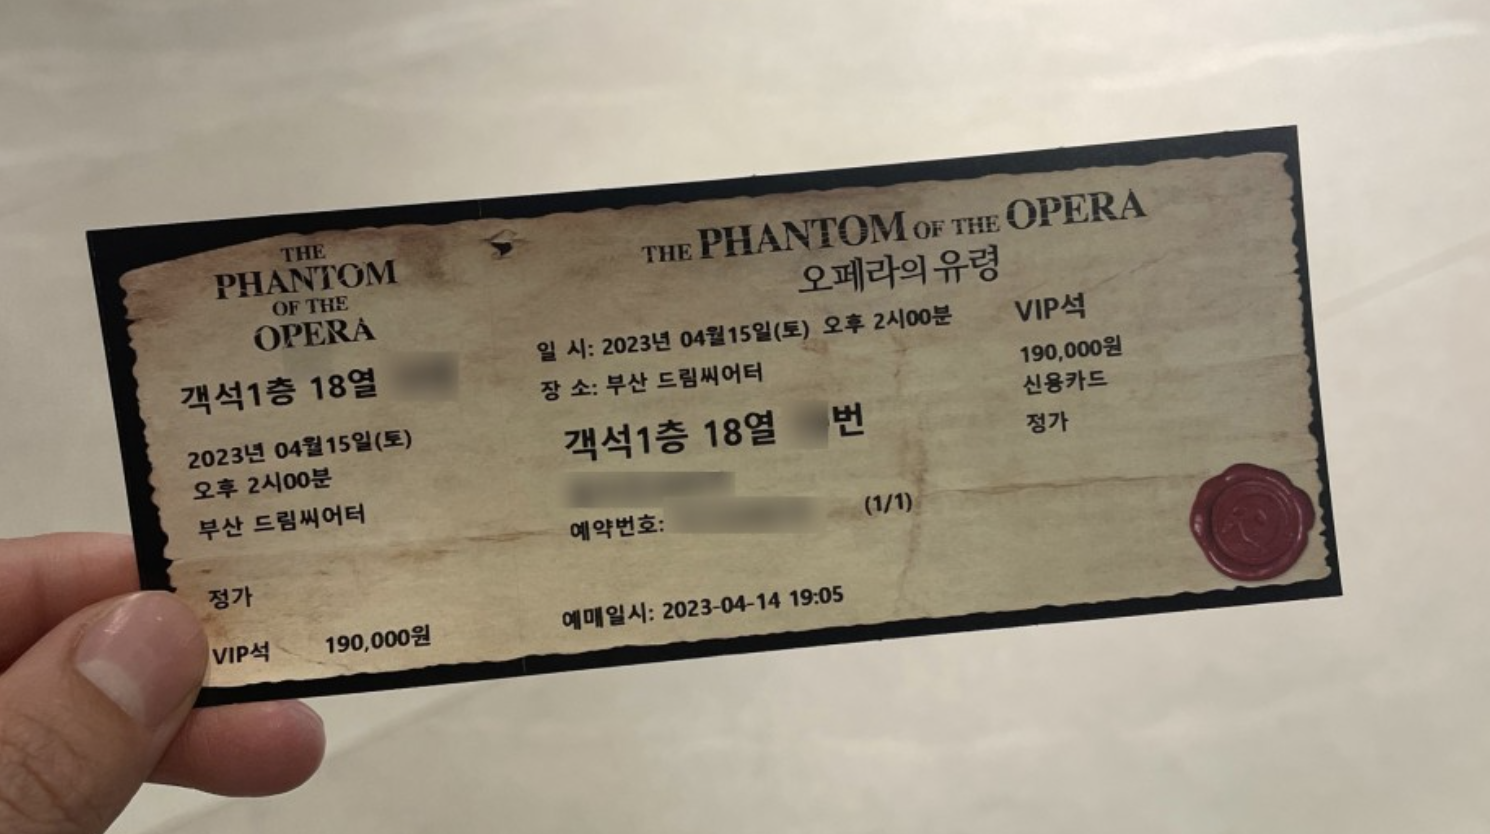 THE
PHANTOM
OF THE
OPERA
객석1층 18열
2023년 04월15일(토)
오후 2시00분
부산 드림씨어터
정가
VIP석 190,000원
THE PHANTOM OF THE OPERA
오페라의 유령
일 시: 2023년 04월15일(토) 오후 2시00분
장 소: 부산 드림씨어터
객석1층 18열 번
예약번호: (1/1)
예매일시: 2023-04-14 19:05
VIP석
190,000원
신용카드
정가